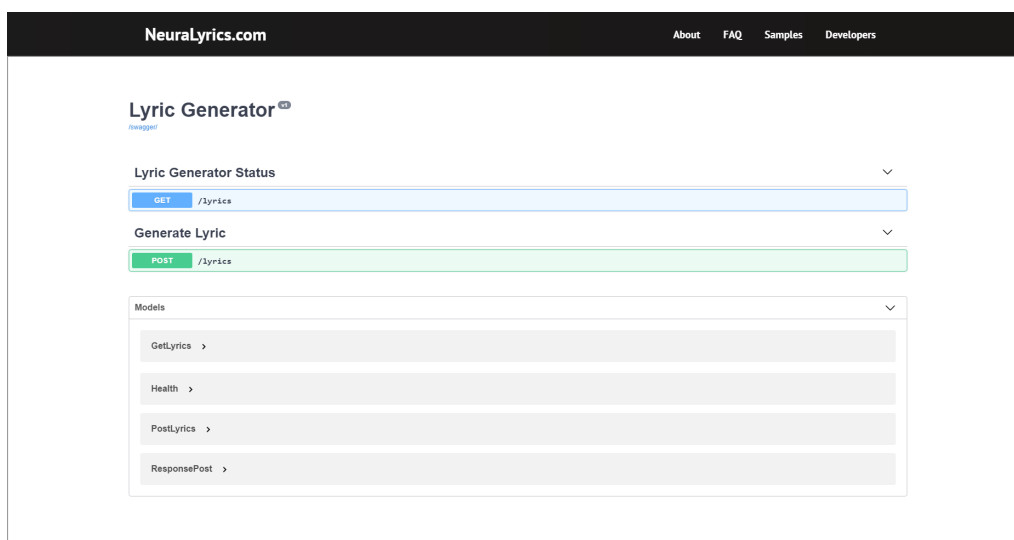 NeuraLyrics.com About FAQ Samples Developers
Lyric Generator v1
/swagger/
Lyric Generator Status
GET /lyrics
Generate Lyric
POST /lyrics
Models
GetLyrics
Health
PostLyrics
ResponsePost